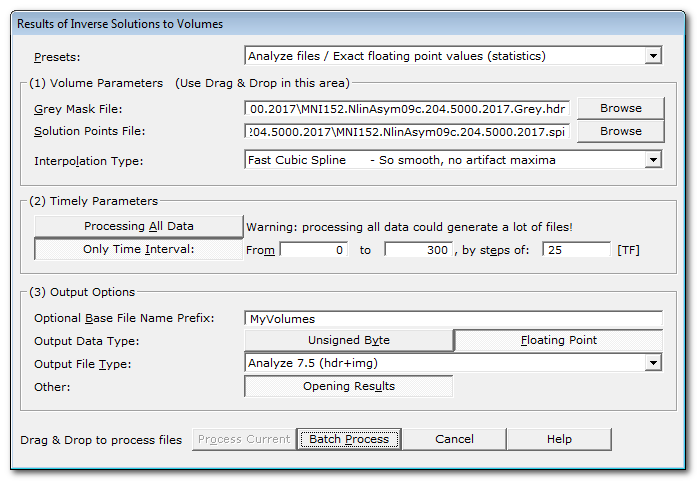 Results of Inverse Solutions to Volumes
Presets: Analyze files / Exact floating point values (statistics)
(1) Volume Parameters (Use Drag & Drop in this area)
Grey Mask File: 00.2017\MNI152.NlinAsym09c.204.5000.2017.Grey.hdr Browse
Solution Points File: 204.5000.2017\MNI152.NlinAsym09c.204.5000.2017.spi Browse
Interpolation Type: Fast Cubic Spline - So smooth, no artifact maxima
(2) Timely Parameters
Processing All Data Warning: processing all data could generate a lot of files!
Only Time Interval: From 0 to 300 , by steps of: 25 [TF]
(3) Output Options
Optional Base File Name Prefix: MyVolumes
Output Data Type: Unsigned Byte Floating Point
Output File Type: Analyze 7.5 (hdr+img)
Other: Opening Results
Drag & Drop to process files Process Current Batch Process Cancel Help